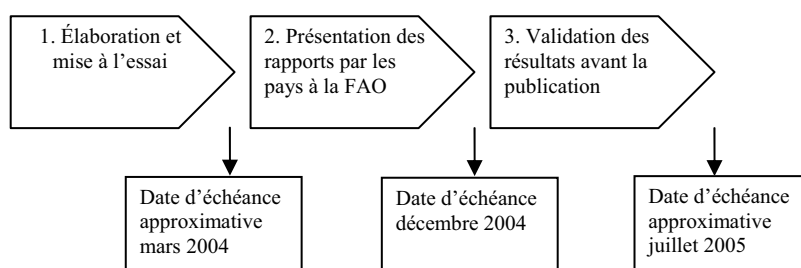 1. Élaboration et
mise à l’essai
2. Présentation des
rapports par les
pays à la FAO
3. Validation des
résultats avant la
publication
Date d’échéance
approximative
mars 2004
Date d’échéance
décembre 2004
Date d’échéance
approximative
juillet 2005